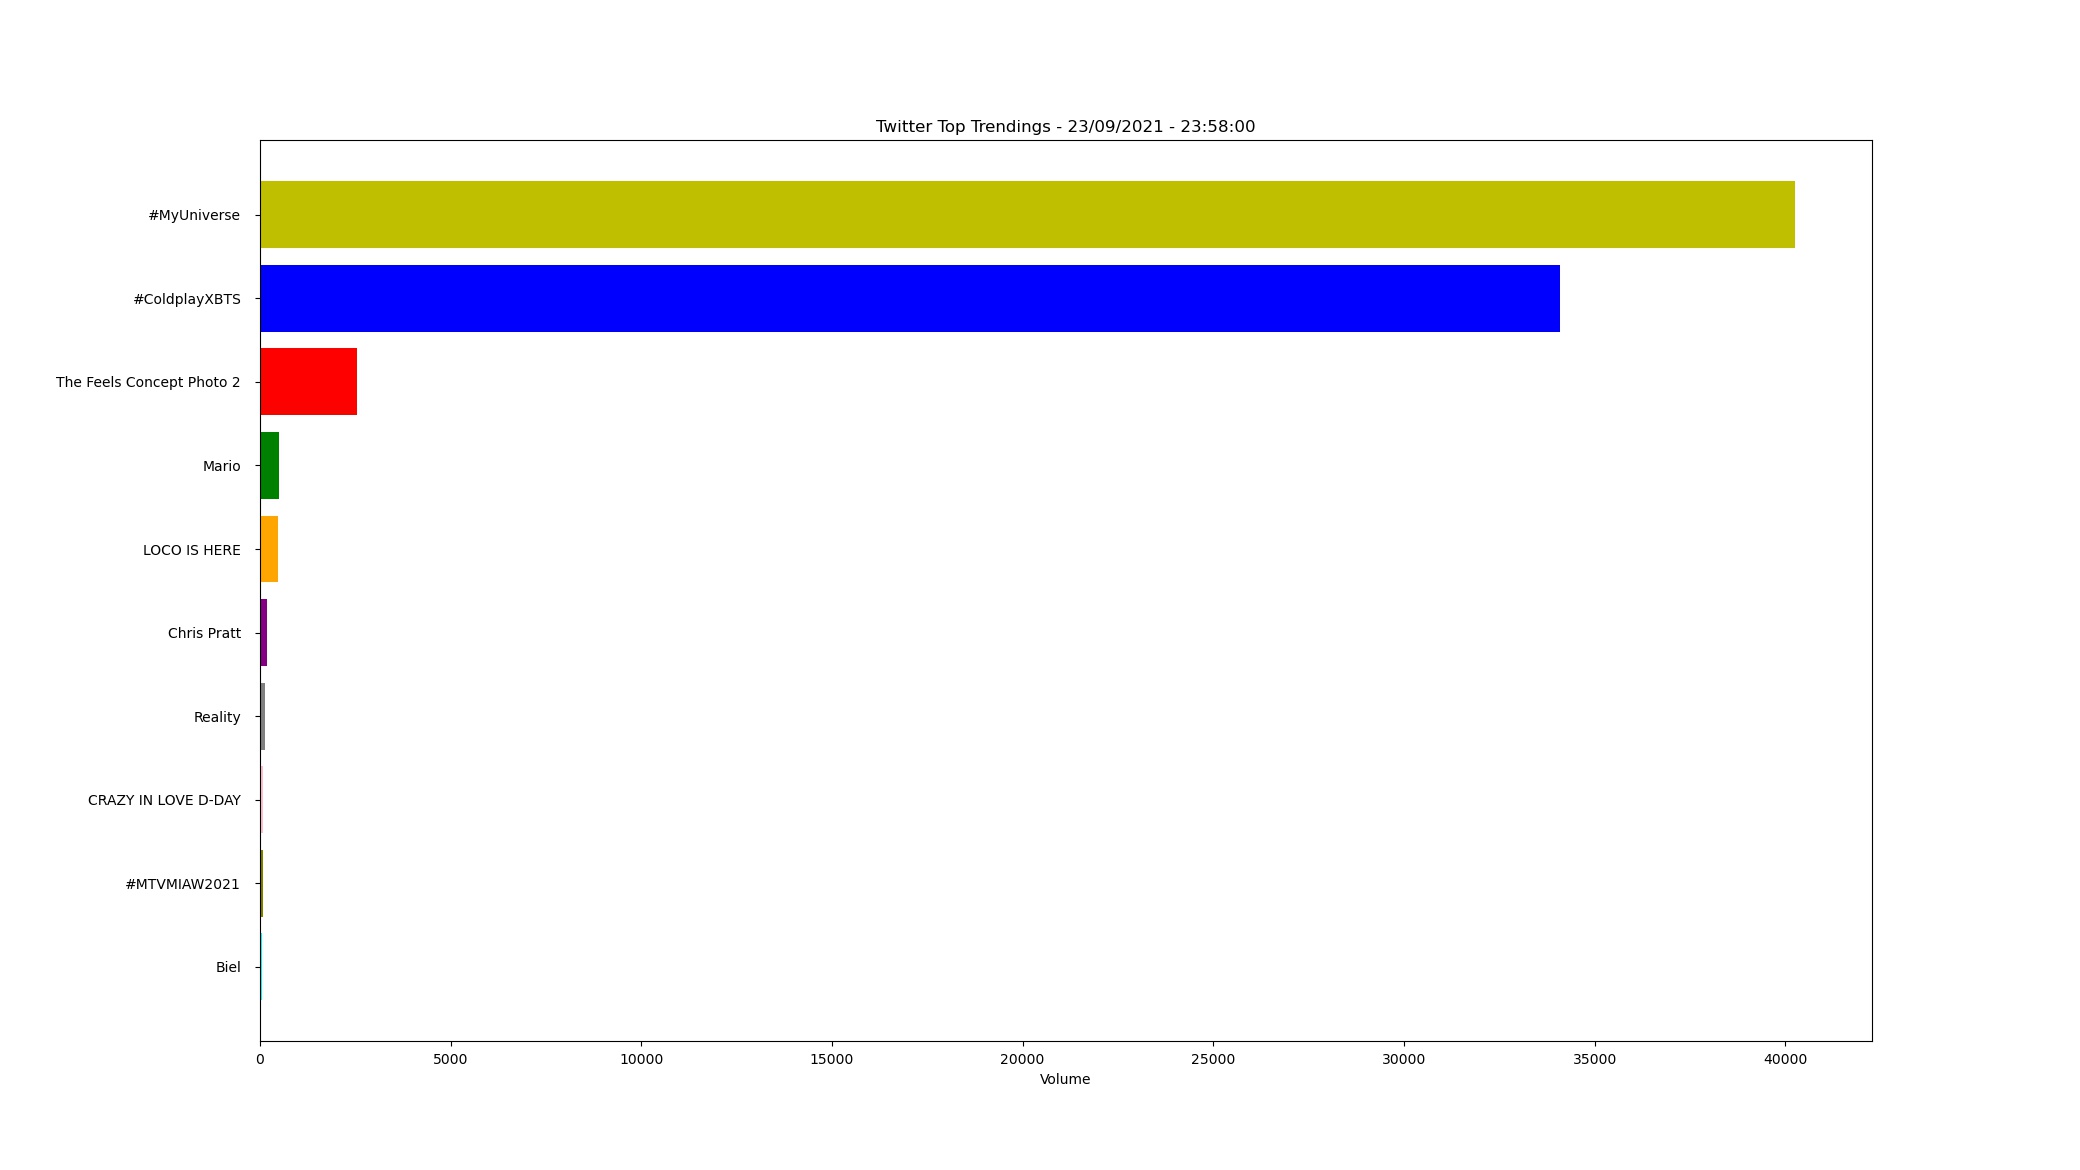 Twitter Top Trendings - 23/09/2021 - 23:58:00
#MyUniverse
#ColdplayXBTS
The Feels Concept Photo 2
Mario
LOCO IS HERE
Chris Pratt
Reality
CRAZY IN LOVE D-DAY
#MTVMIAW2021
Biel
0 5000 10000 15000 20000 25000 30000 35000 40000
Volume